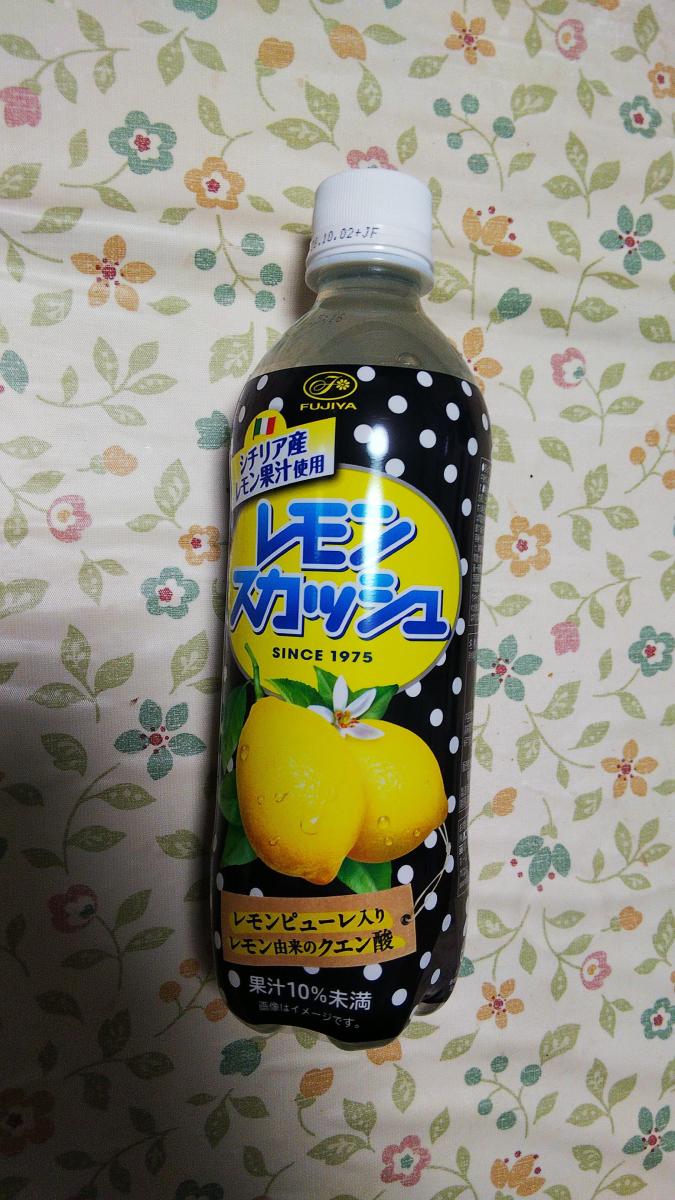 .10.02+JF
FUJIYA
シチリア産
レモン果汁使用
レモン
スカッシュ
SINCE 1975
レモンピューレ入り
レモン由来のクエン酸
果汁10%未満
画像はイメージです。